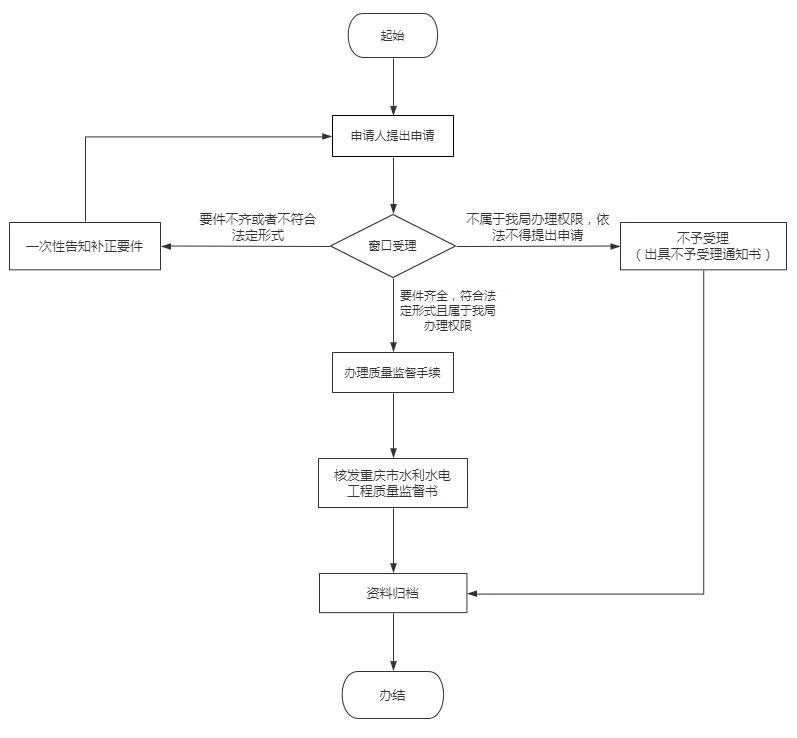 起始
申请人提出申请
要件不齐或者不符合
法定形式
不属于我局办理权限，依
法不得提出申请
一次性告知补正要件
窗口受理
不予受理
（出具不予受理通知书）
要件齐全，符合法
定形式且属于我局
办理权限
办理质量监督手续
核发重庆市水利水电
工程质量监督书
资料归档
办结